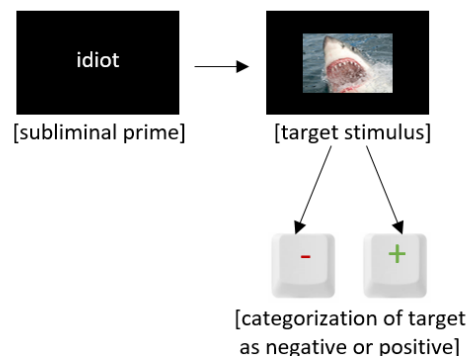 idiot
[subliminal prime]
[target stimulus]
-
+
[categorization of target
as negative or positive]